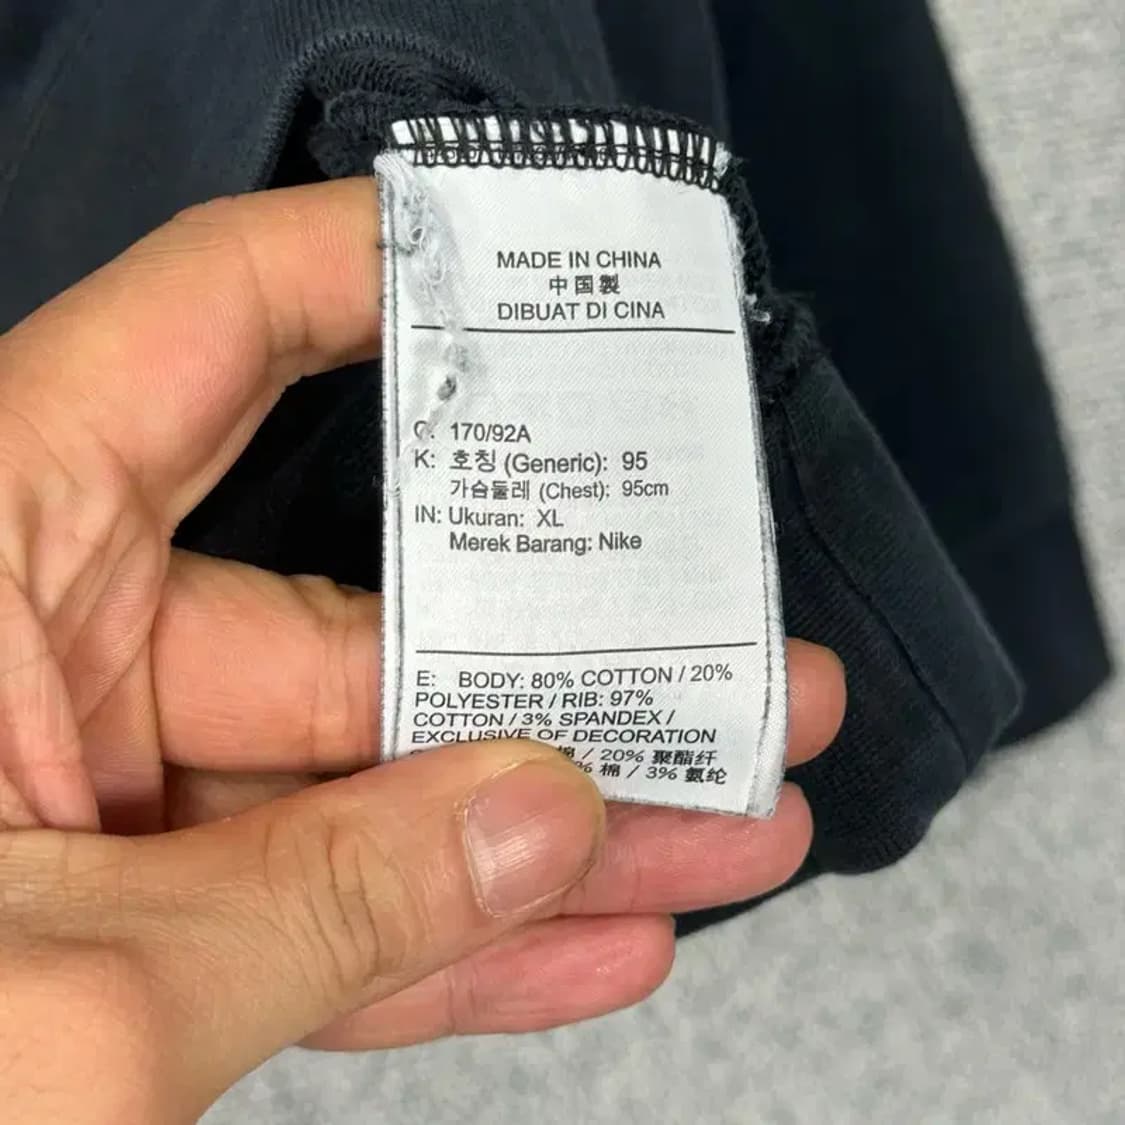 MADE IN CHINA
中国製
DIBUAT DI CINA
C: 170/92A
K: 호칭 (Generic): 95
가슴둘레 (Chest): 95cm
IN: Ukuran: XL
Merek Barang: Nike
E: BODY: 80% COTTON / 20%
POLYESTER / RIB: 97%
COTTON / 3% SPANDEX /
EXCLUSIVE OF DECORATION
棉 / 20% 聚酯纤
% 棉 / 3% 氨纶